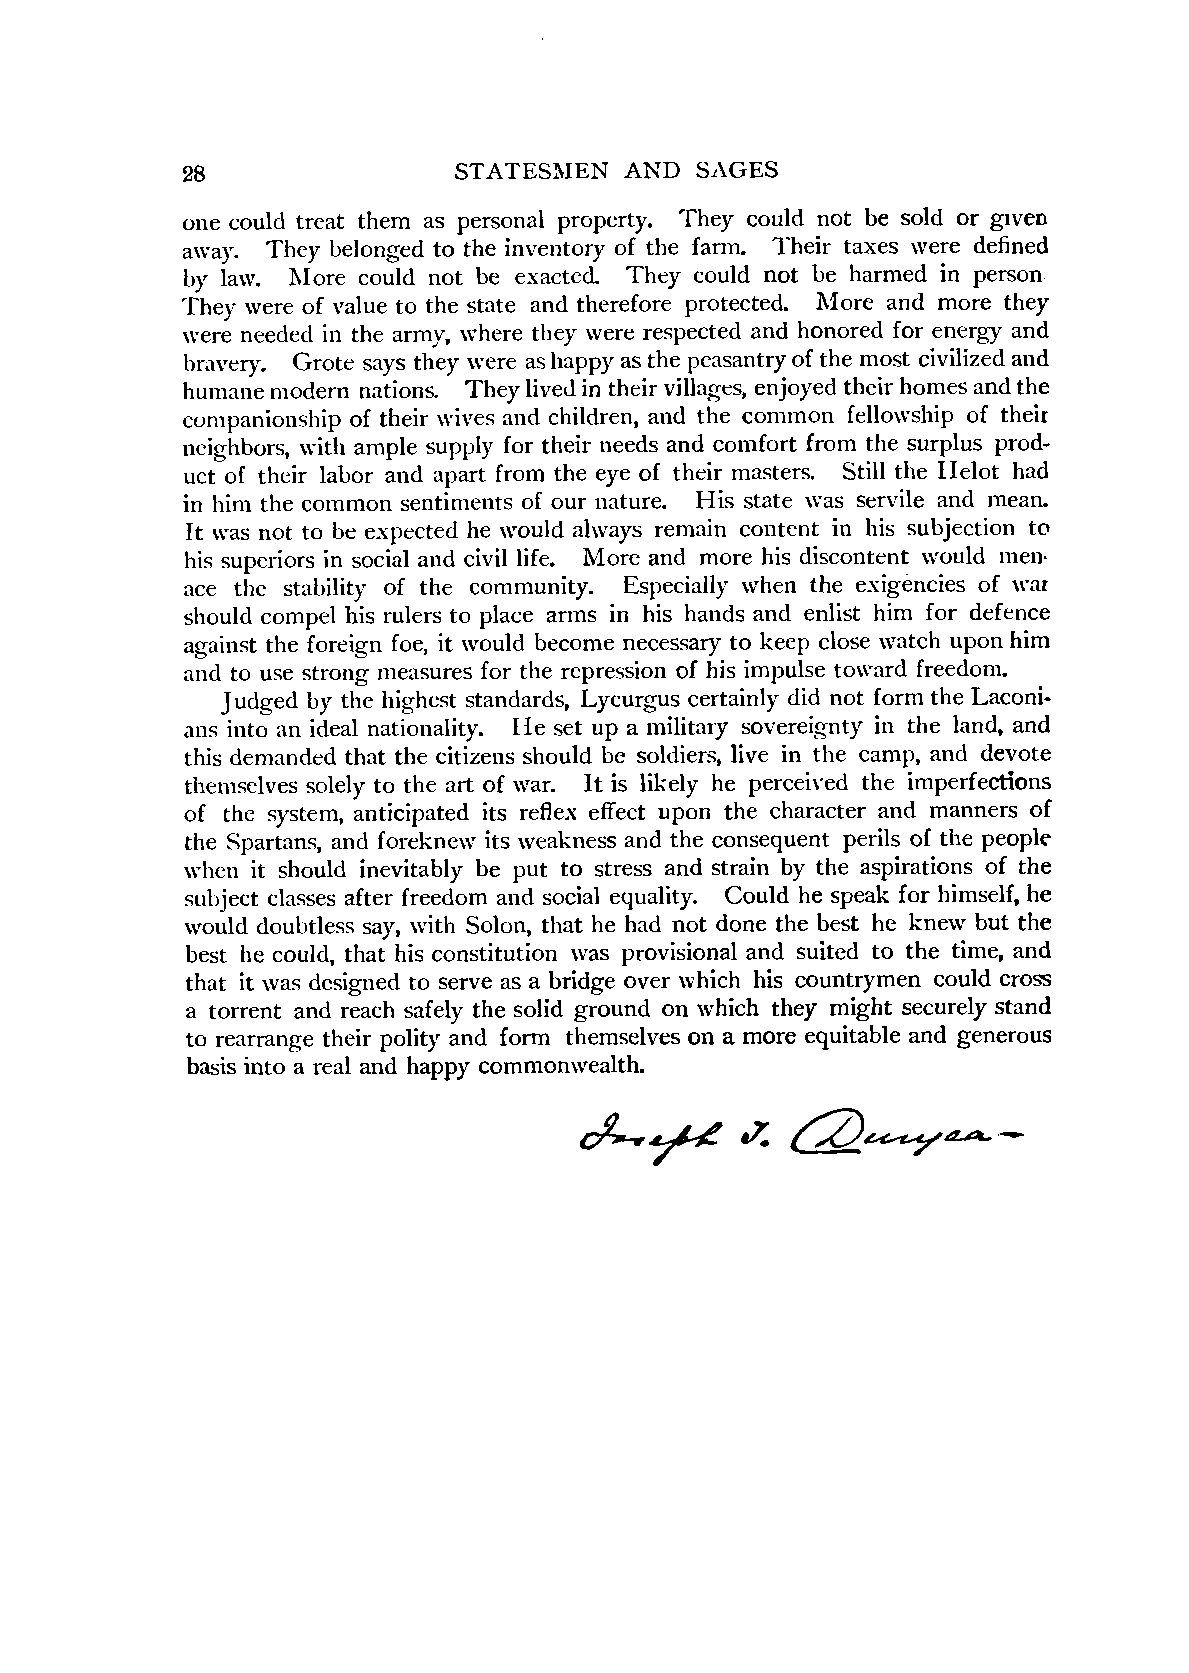 28 STATESMEN AND SAGES
one could treat them as personal property. They could not be sold or given
away. They belonged to the inventory of the farm. Their taxes were defined
by law. More could not be exacted. They could not be harmed in person.
They were of value to the state and therefore protected. More and more they
were needed in the army, where they were respected and honored for energy and
bravery. Grote says they were as happy as the peasantry of the most civilized and
humane modern nations. They lived in their villages, enjoyed their homes and the
companionship of their wives and children, and the common fellowship of their
neighbors, with ample supply for their needs and comfort from the surplus prod-
uct of their labor and apart from the eye of their masters. Still the Helot had
in him the common sentiments of our nature. His state was servile and mean.
It was not to be expected he would always remain content in his subjection to
his superiors in social and civil life. More and more his discontent would men-
ace the stability of the community. Especially when the exigencies of war
should compel his rulers to place arms in his hands and enlist him for defence
against the foreign foe, it would become necessary to keep close watch upon him
and to use strong measures for the repression of his impulse toward freedom.
Judged by the highest standards, Lycurgus certainly did not form the Laconi-
ans into an ideal nationality. He set up a military sovereignty in the land, and
this demanded that the citizens should be soldiers, live in the camp, and devote
themselves solely to the art of war. It is likely he perceived the imperfections
of the system, anticipated its reflex effect upon the character and manners of
the Spartans, and foreknew its weakness and the consequent perils of the people
when it should inevitably be put to stress and strain by the aspirations of the
subject classes after freedom and social equality. Could he speak for himself, he
would doubtless say, with Solon, that he had not done the best he knew but the
best he could, that his constitution was provisional and suited to the time, and
that it was designed to serve as a bridge over which his countrymen could cross
a torrent and reach safely the solid ground on which they might securely stand
to rearrange their polity and form themselves on a more equitable and generous
basis into a real and happy commonwealth.
Joseph T. Duryea